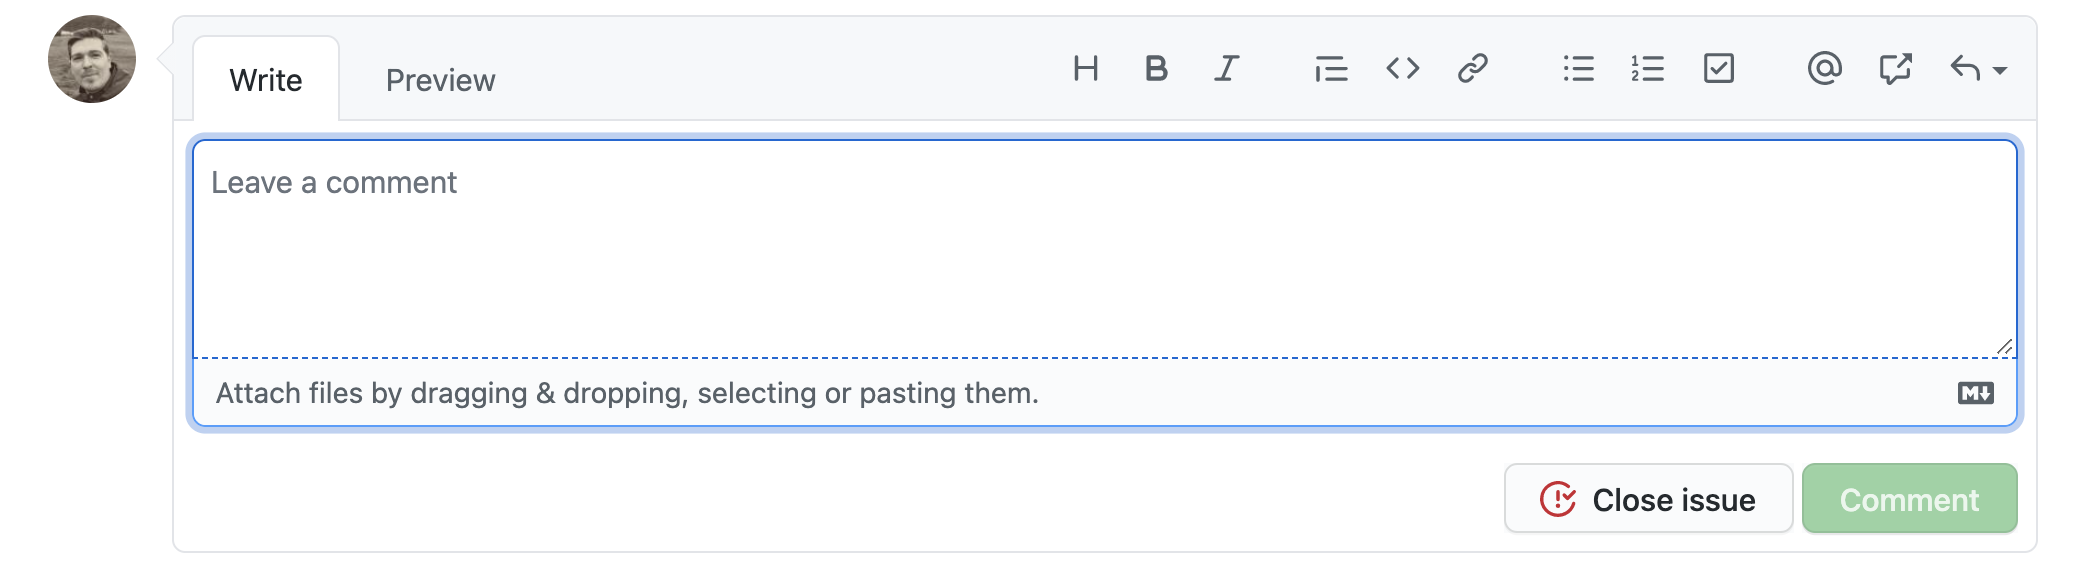 Write Preview
Leave a comment
Attach files by dragging & dropping, selecting or pasting them.
Close issue Comment